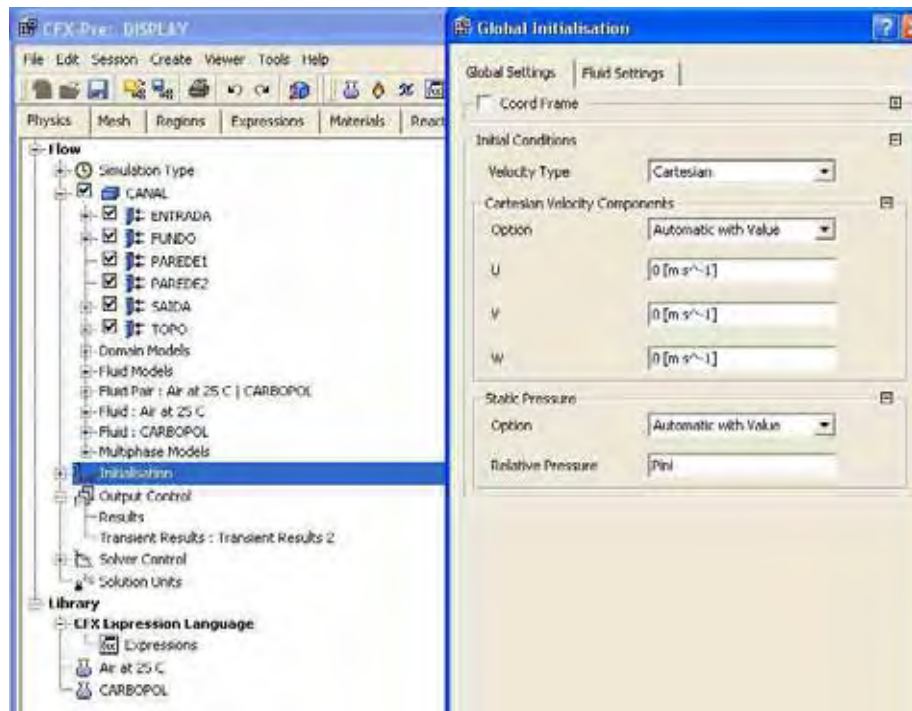 CFX-Pre: DISPLAY
File Edit Session Create Viewer Tools Help
Physics Mesh Regions Expressions Materials React
Flow
Simulation Type
CANAL
ENTRADA
FUNDO
PAREDE1
PAREDE2
SAIDA
TOPO
Domain Models
Fluid Models
Fluid Pair : Air at 25 C | CARBOPOL
Fluid : Air at 25 C
Fluid : CARBOPOL
Multiphase Models
Initialisation
Output Control
Results
Transient Results : Transient Results 2
Solver Control
Solution Units
Library
CFX Expression Language
Expressions
Air at 25 C
CARBOPOL
Global Initialisation
Global Settings Fluid Settings
Coord Frame
Initial Conditions
Velocity Type Cartesian
Cartesian Velocity Components
Option Automatic with Value
U 0 [m s^-1]
V 0 [m s^-1]
W 0 [m s^-1]
Static Pressure
Option Automatic with Value
Relative Pressure Pini